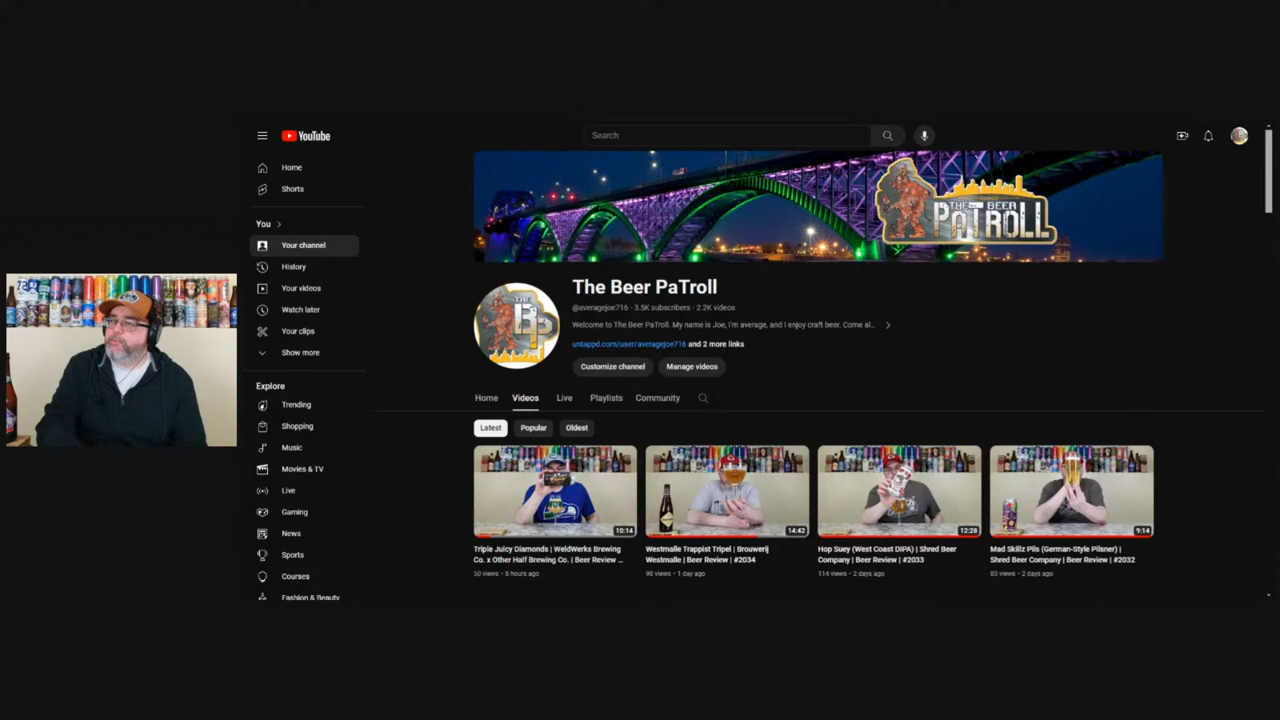 YouTube
Search
Home
Shorts
You
Your channel
History
Your videos
Watch later
Your clips
Show more
Explore
Trending
Shopping
Music
Movies & TV
Live
Gaming
News
Sports
Courses
Fashion & Beauty
THE BEER
PATROLL
THE
BP
The Beer PaTroll
@averagejoe716 · 3.5K subscribers · 2.2K videos
Welcome to The Beer PaTroll. My name is Joe, I'm average, and I enjoy craft beer. Come al...
untappd.com/user/averagejoe716 and 2 more links
Customize channel
Manage videos
Home
Videos
Live
Playlists
Community
Latest
Popular
Oldest
10:14
14:42
12:28
9:14
Triple Juicy Diamonds | WeldWerks Brewing
Co. x Other Half Brewing Co. | Beer Review ...
50 views · 8 hours ago
Westmalle Trappist Tripel | Brouwerij
Westmalle | Beer Review | #2034
98 views · 1 day ago
Hop Suey (West Coast DIPA) | Shred Beer
Company | Beer Review | #2033
114 views · 2 days ago
Mad Skillz Pils (German-Style Pilsner) |
Shred Beer Company | Beer Review | #2032
83 views · 2 days ago